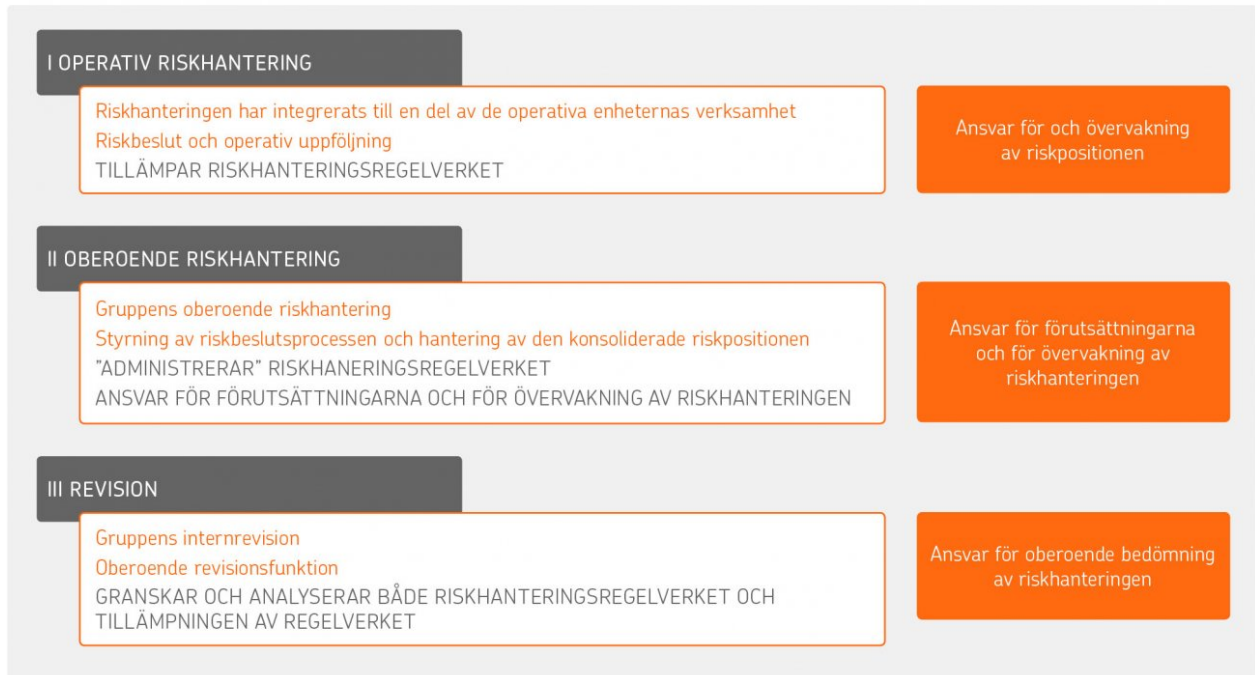 I OPERATIV RISKHANTERING
Riskhanteringen har integrerats till en del av de operativa enheternas verksamhet
Riskbeslut och operativ uppföljning
TILLÄMPAR RISKHANTERINGSREGELVERKET
Ansvar för och övervakning
av riskpositionen
II OBEROENDE RISKHANTERING
Gruppens oberoende riskhantering
Styrning av riskbeslutsprocessen och hantering av den konsoliderade riskpositionen
"ADMINISTRERAR" RISKHANERINGSREGELVERKET
ANSVAR FÖR FÖRUTSÄTTNINGARNA OCH FÖR ÖVERVAKNING AV RISKHANTERINGEN
Ansvar för förutsättningarna
och för övervakning av
riskhanteringen
III REVISION
Gruppens internrevision
Oberoende revisionsfunktion
GRANSKAR OCH ANALYSERAR BÅDE RISKHANTERINGSREGELVERKET OCH
TILLÄMPNINGEN AV REGELVERKET
Ansvar för oberoende bedömning
av riskhanteringen